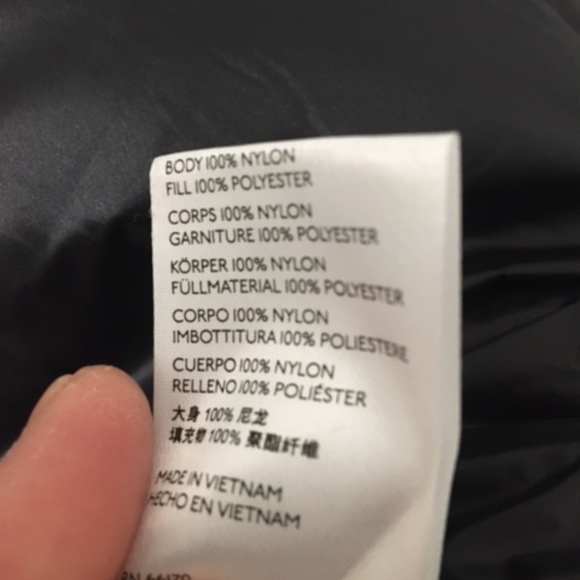 BODY 100% NYLON
FILL 100% POLYESTER
CORPS 100% NYLON
GARNITURE 100% POLYESTER
KÖRPER 100% NYLON
FÜLLMATERIAL 100% POLYESTER
CORPO 100% NYLON
IMBOTTITURA 100% POLIESTERE
CUERPO 100% NYLON
RELLENO 100% POLIÉSTER
大身 100% 尼龙
填充物 100% 聚酯纤维
MADE IN VIETNAM
HECHO EN VIETNAM